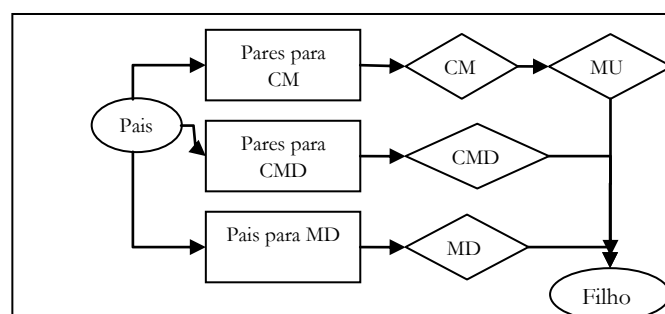 Pares para
CM
CM
MU
Pais
Pares para
CMD
CMD
Pais para MD
MD
Filho